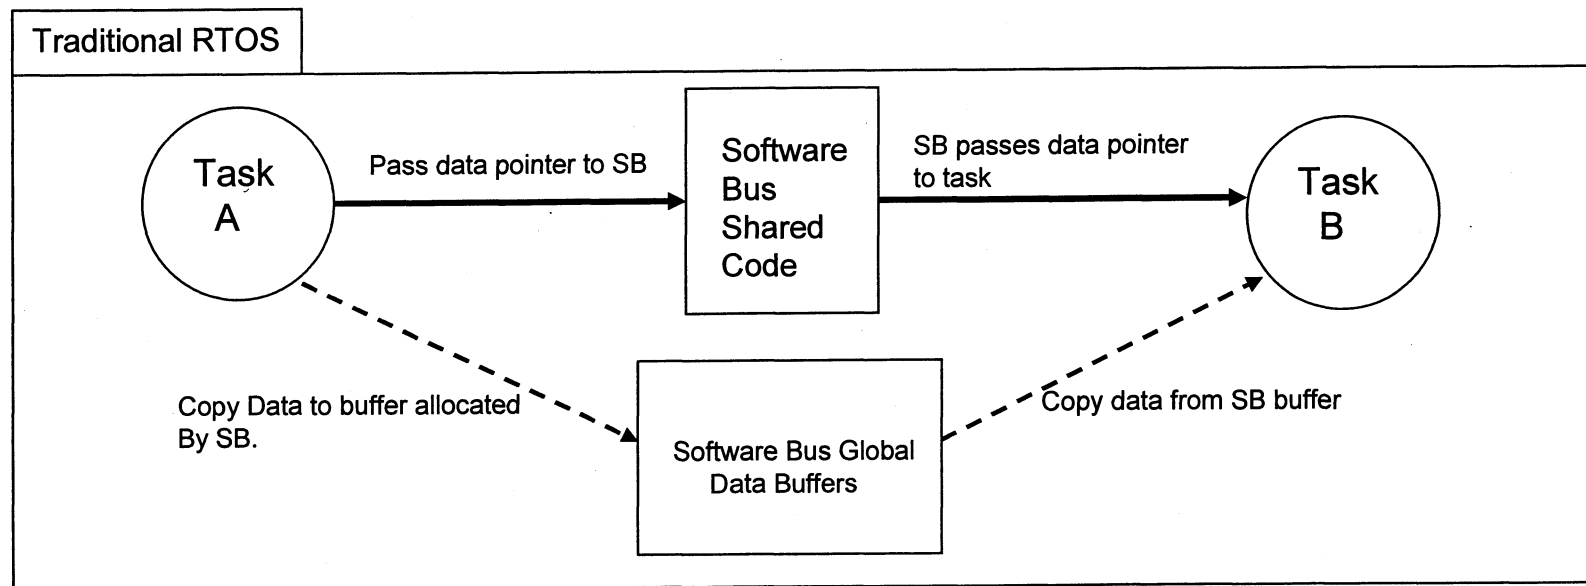 Traditional RTOS
Task
A
Pass data pointer to SB
Software
Bus
Shared
Code
SB passes data pointer
to task
Task
B
Copy Data to buffer allocated
By SB.
Software Bus Global
Data Buffers
Copy data from SB buffer